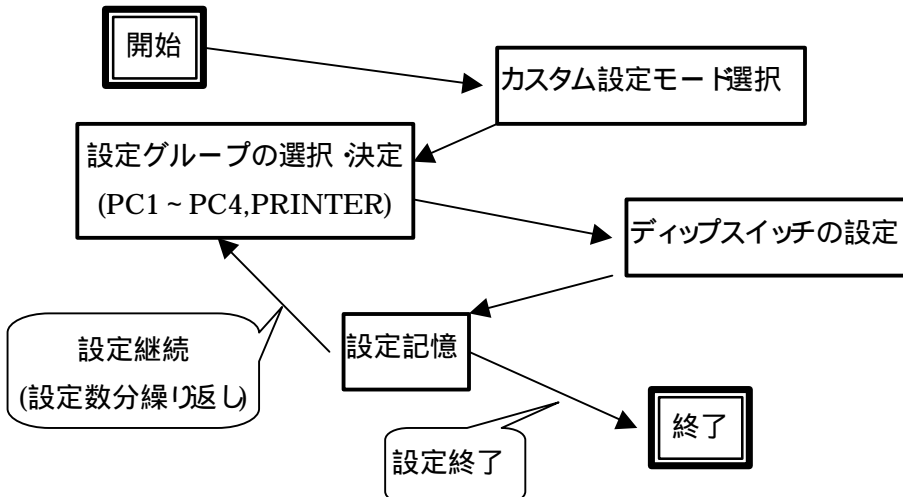 開始
カスタム設定モード選択
設定グループの選択・決定
(PC1~PC4,PRINTER)
ディップスイッチの設定
設定継続
(設定数分繰り返し)
設定記憶
設定終了
終了